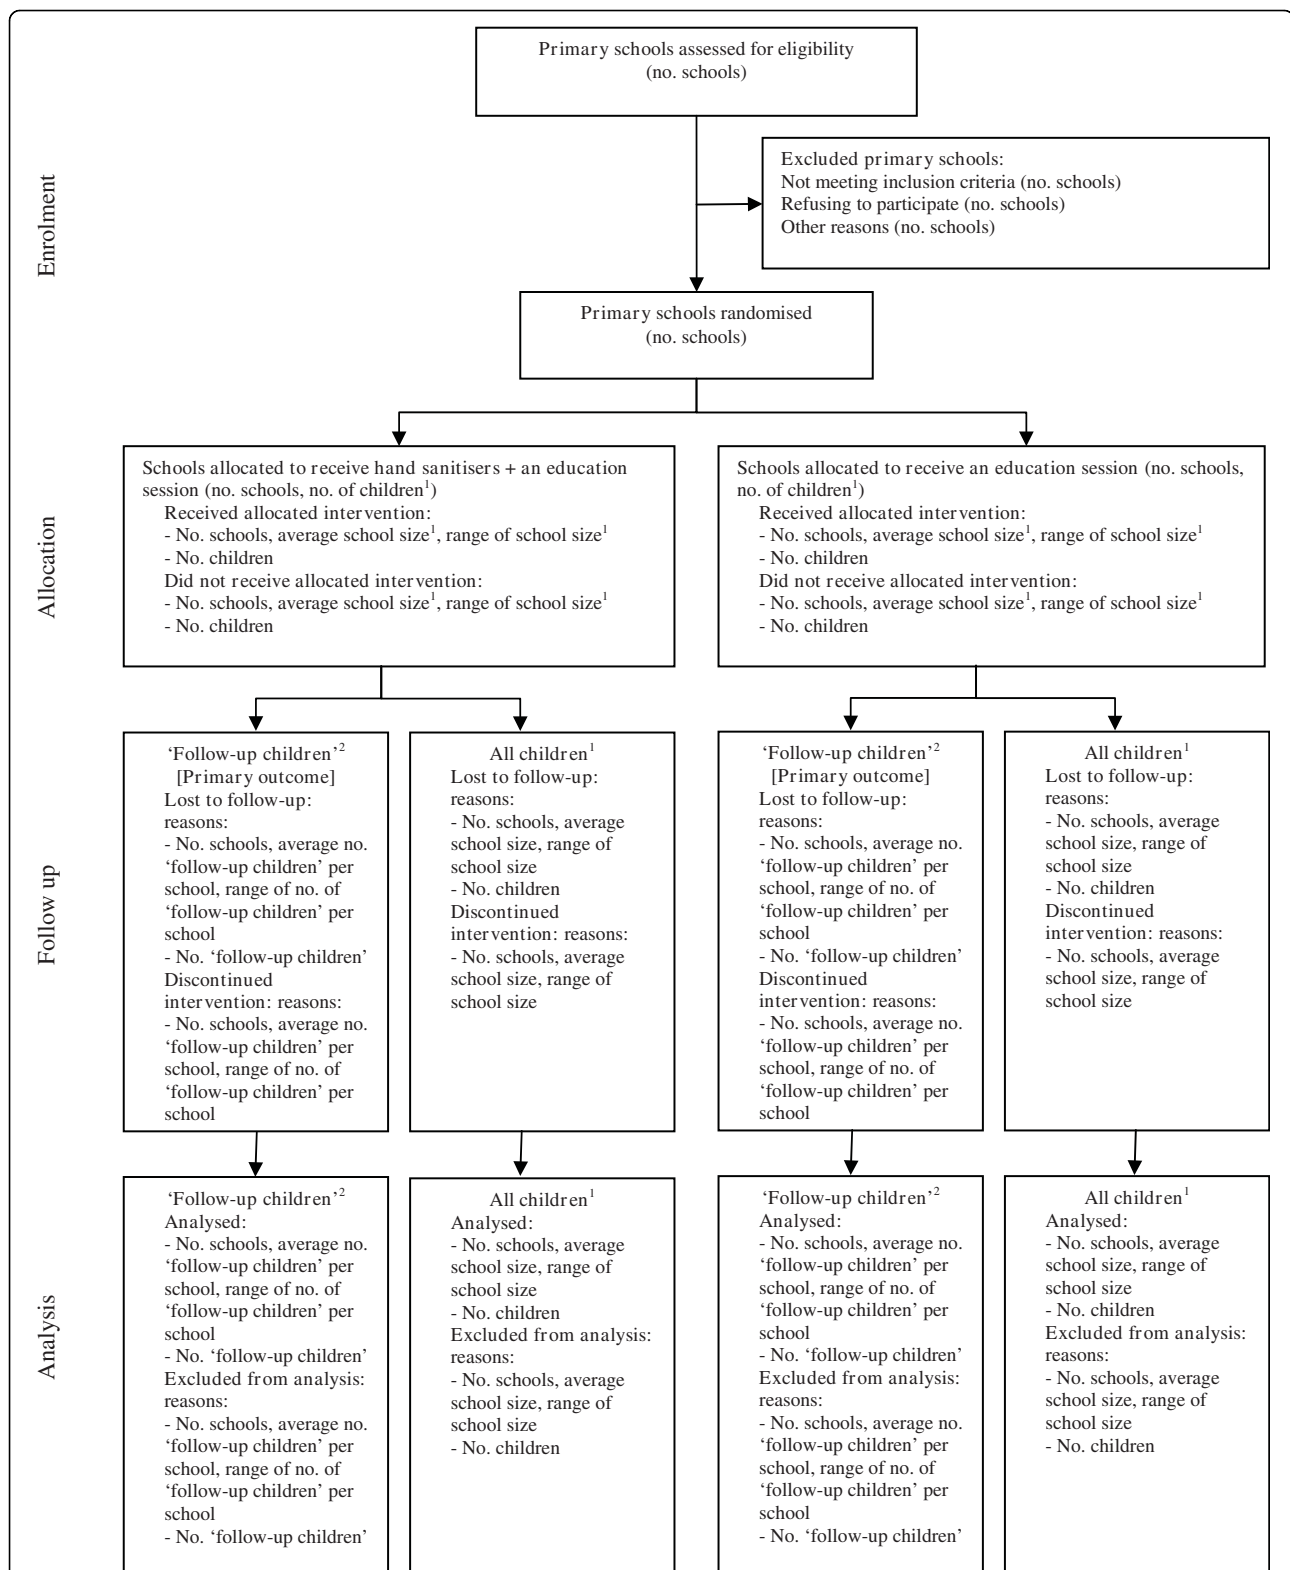 Primary schools assessed for eligibility
(no. schools)
Enrolment
Excluded primary schools:
Not meeting inclusion criteria (no. schools)
Refusing to participate (no. schools)
Other reasons (no. schools)
Primary schools randomised
(no. schools)
Allocation
Schools allocated to receive hand sanitisers + an education
session (no. schools, no. of children¹)
Received allocated intervention:
- No. schools, average school size¹, range of school size¹
- No. children
Did not receive allocated intervention:
- No. schools, average school size¹, range of school size¹
- No. children
Schools allocated to receive an education session (no. schools,
no. of children¹)
Received allocated intervention:
- No. schools, average school size¹, range of school size¹
- No. children
Did not receive allocated intervention:
- No. schools, average school size¹, range of school size¹
- No. children
Follow up
‘Follow-up children’²
[Primary outcome]
Lost to follow-up:
reasons:
- No. schools, average no.
‘follow-up children’ per
school, range of no. of
‘follow-up children’ per
school
- No. ‘follow-up children’
Discontinued
intervention: reasons:
- No. schools, average no.
‘follow-up children’ per
school, range of no. of
‘follow-up children’ per
school
All children¹
Lost to follow-up:
reasons:
- No. schools, average
school size, range of
school size
- No. children
Discontinued
intervention: reasons:
- No. schools, average
school size, range of
school size
‘Follow-up children’²
[Primary outcome]
Lost to follow-up:
reasons:
- No. schools, average no.
‘follow-up children’ per
school, range of no. of
‘follow-up children’ per
school
- No. ‘follow-up children’
Discontinued
intervention: reasons:
- No. schools, average no.
‘follow-up children’ per
school, range of no. of
‘follow-up children’ per
school
All children¹
Lost to follow-up:
reasons:
- No. schools, average
school size, range of
school size
- No. children
Discontinued
intervention: reasons:
- No. schools, average
school size, range of
school size
Analysis
‘Follow-up children’²
Analysed:
- No. schools, average no.
‘follow-up children’ per
school, range of no. of
‘follow-up children’ per
school
- No. ‘follow-up children’
Excluded from analysis:
reasons:
- No. schools, average no.
‘follow-up children’ per
school, range of no. of
‘follow-up children’ per
school
- No. ‘follow-up children’
All children¹
Analysed:
- No. schools, average
school size, range of
school size
- No. children
Excluded from analysis:
reasons:
- No. schools, average
school size, range of
school size
- No. children
‘Follow-up children’²
Analysed:
- No. schools, average no.
‘follow-up children’ per
school, range of no. of
‘follow-up children’ per
school
- No. ‘follow-up children’
Excluded from analysis:
reasons:
- No. schools, average no.
‘follow-up children’ per
school, range of no. of
‘follow-up children’ per
school
- No. ‘follow-up children’
All children¹
Analysed:
- No. schools, average
school size, range of
school size
- No. children
Excluded from analysis:
reasons:
- No. schools, average
school size, range of
school size
- No. children